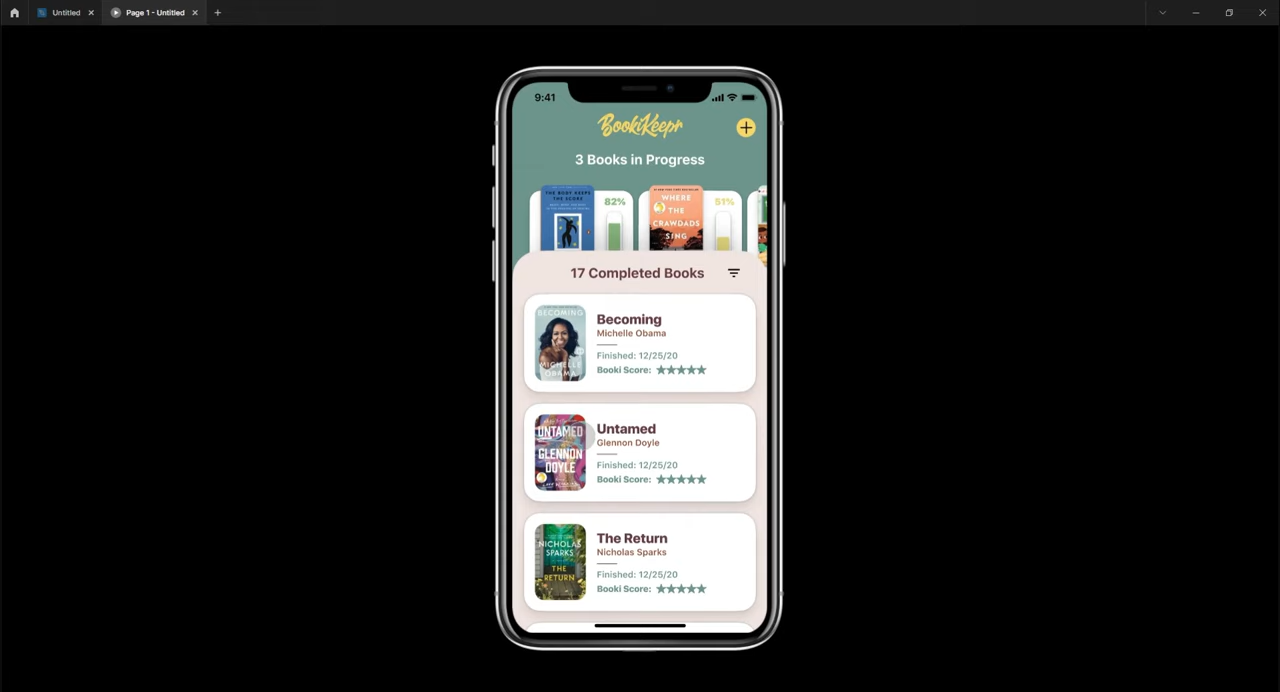 Untitled
Page 1 - Untitled
9:41
BookiKeepr
3 Books in Progress
THE BODY KEEPS
THE SCORE
82%
WHERE
THE
CRAWDADS
SING
51%
17 Completed Books
BECOMING
MICHELLE
OBAMA
Becoming
Michelle Obama
Finished: 12/25/20
Booki Score: ★★★★★
UNTAMED
GLENNON
DOYLE
Untamed
Glennon Doyle
Finished: 12/25/20
Booki Score: ★★★★★
NICHOLAS
SPARKS
THE
RETURN
The Return
Nicholas Sparks
Finished: 12/25/20
Booki Score: ★★★★★